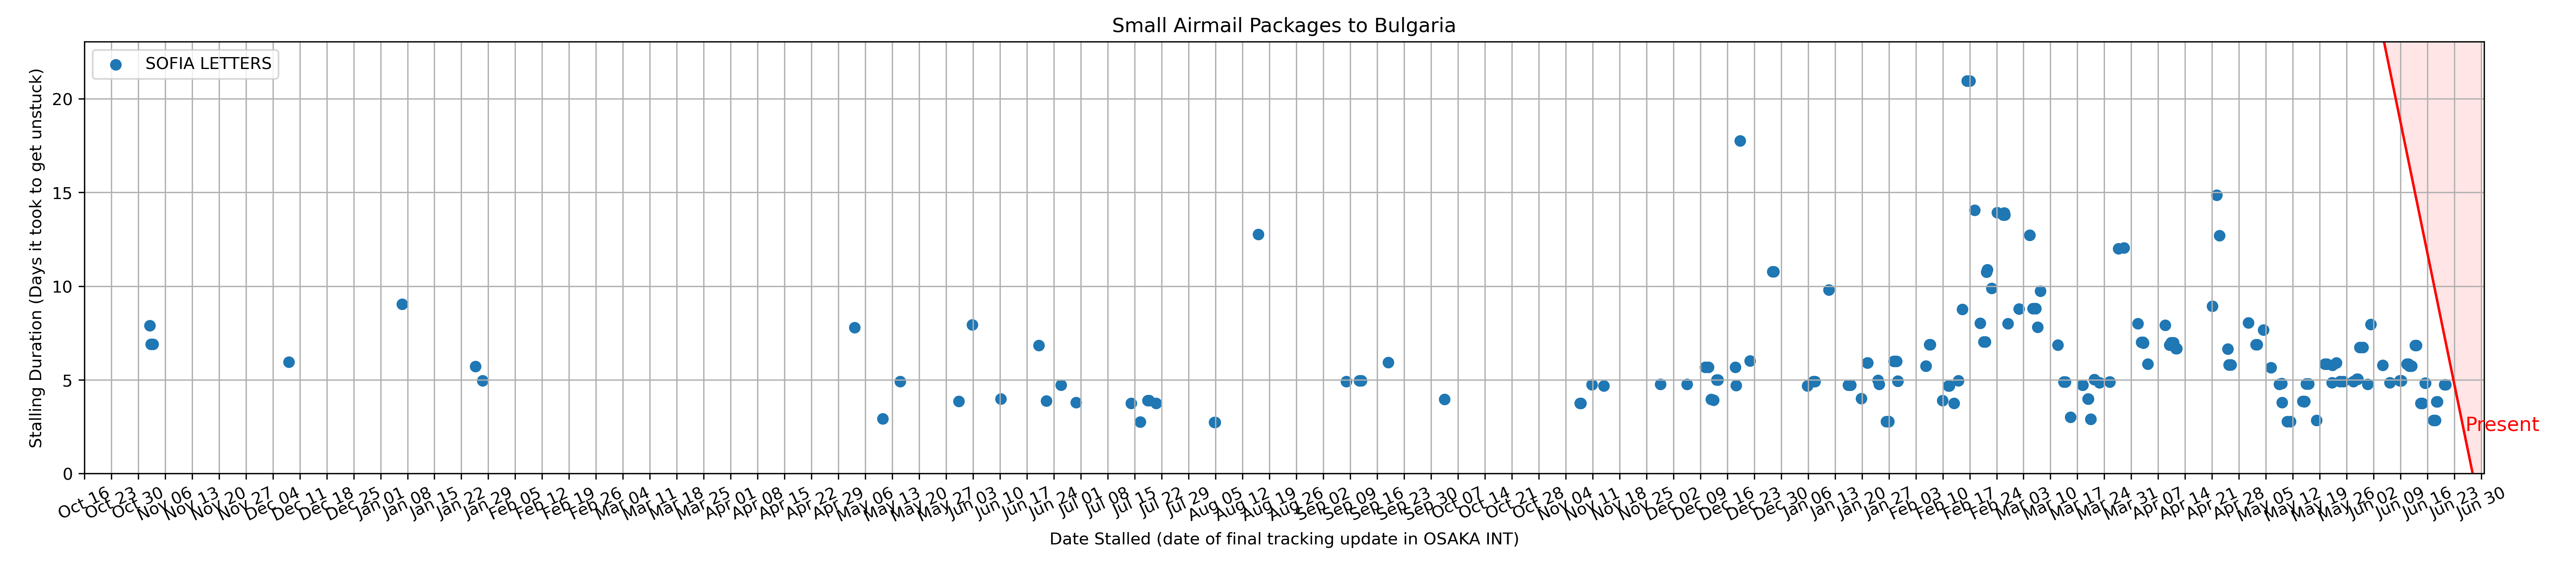 Small Airmail Packages to Bulgaria
SOFIA LETTERS
Stalling Duration (Days it took to get unstuck)
20
15
10
5
0
Present
Oct 16
Oct 23
Oct 30
Nov 06
Nov 13
Nov 20
Nov 27
Dec 04
Dec 11
Dec 18
Dec 25
Jan 01
Jan 08
Jan 15
Jan 22
Jan 29
Feb 05
Feb 12
Feb 19
Feb 26
Mar 04
Mar 11
Mar 18
Mar 25
Apr 01
Apr 08
Apr 15
Apr 22
Apr 29
May 06
May 13
May 20
May 27
Jun 03
Jun 10
Jun 17
Jun 24
Jul 01
Jul 08
Jul 15
Jul 22
Jul 29
Aug 05
Aug 12
Aug 19
Aug 26
Sep 02
Sep 09
Sep 16
Sep 23
Sep 30
Oct 07
Oct 14
Oct 21
Oct 28
Nov 04
Nov 11
Nov 18
Nov 25
Dec 02
Dec 09
Dec 16
Dec 23
Dec 30
Jan 06
Jan 13
Jan 20
Jan 27
Feb 03
Feb 10
Feb 17
Feb 24
Mar 03
Mar 10
Mar 17
Mar 24
Mar 31
Apr 07
Apr 14
Apr 21
Apr 28
May 05
May 12
May 19
May 26
Jun 02
Jun 09
Jun 16
Jun 23
Jun 30
Date Stalled (date of final tracking update in OSAKA INT)